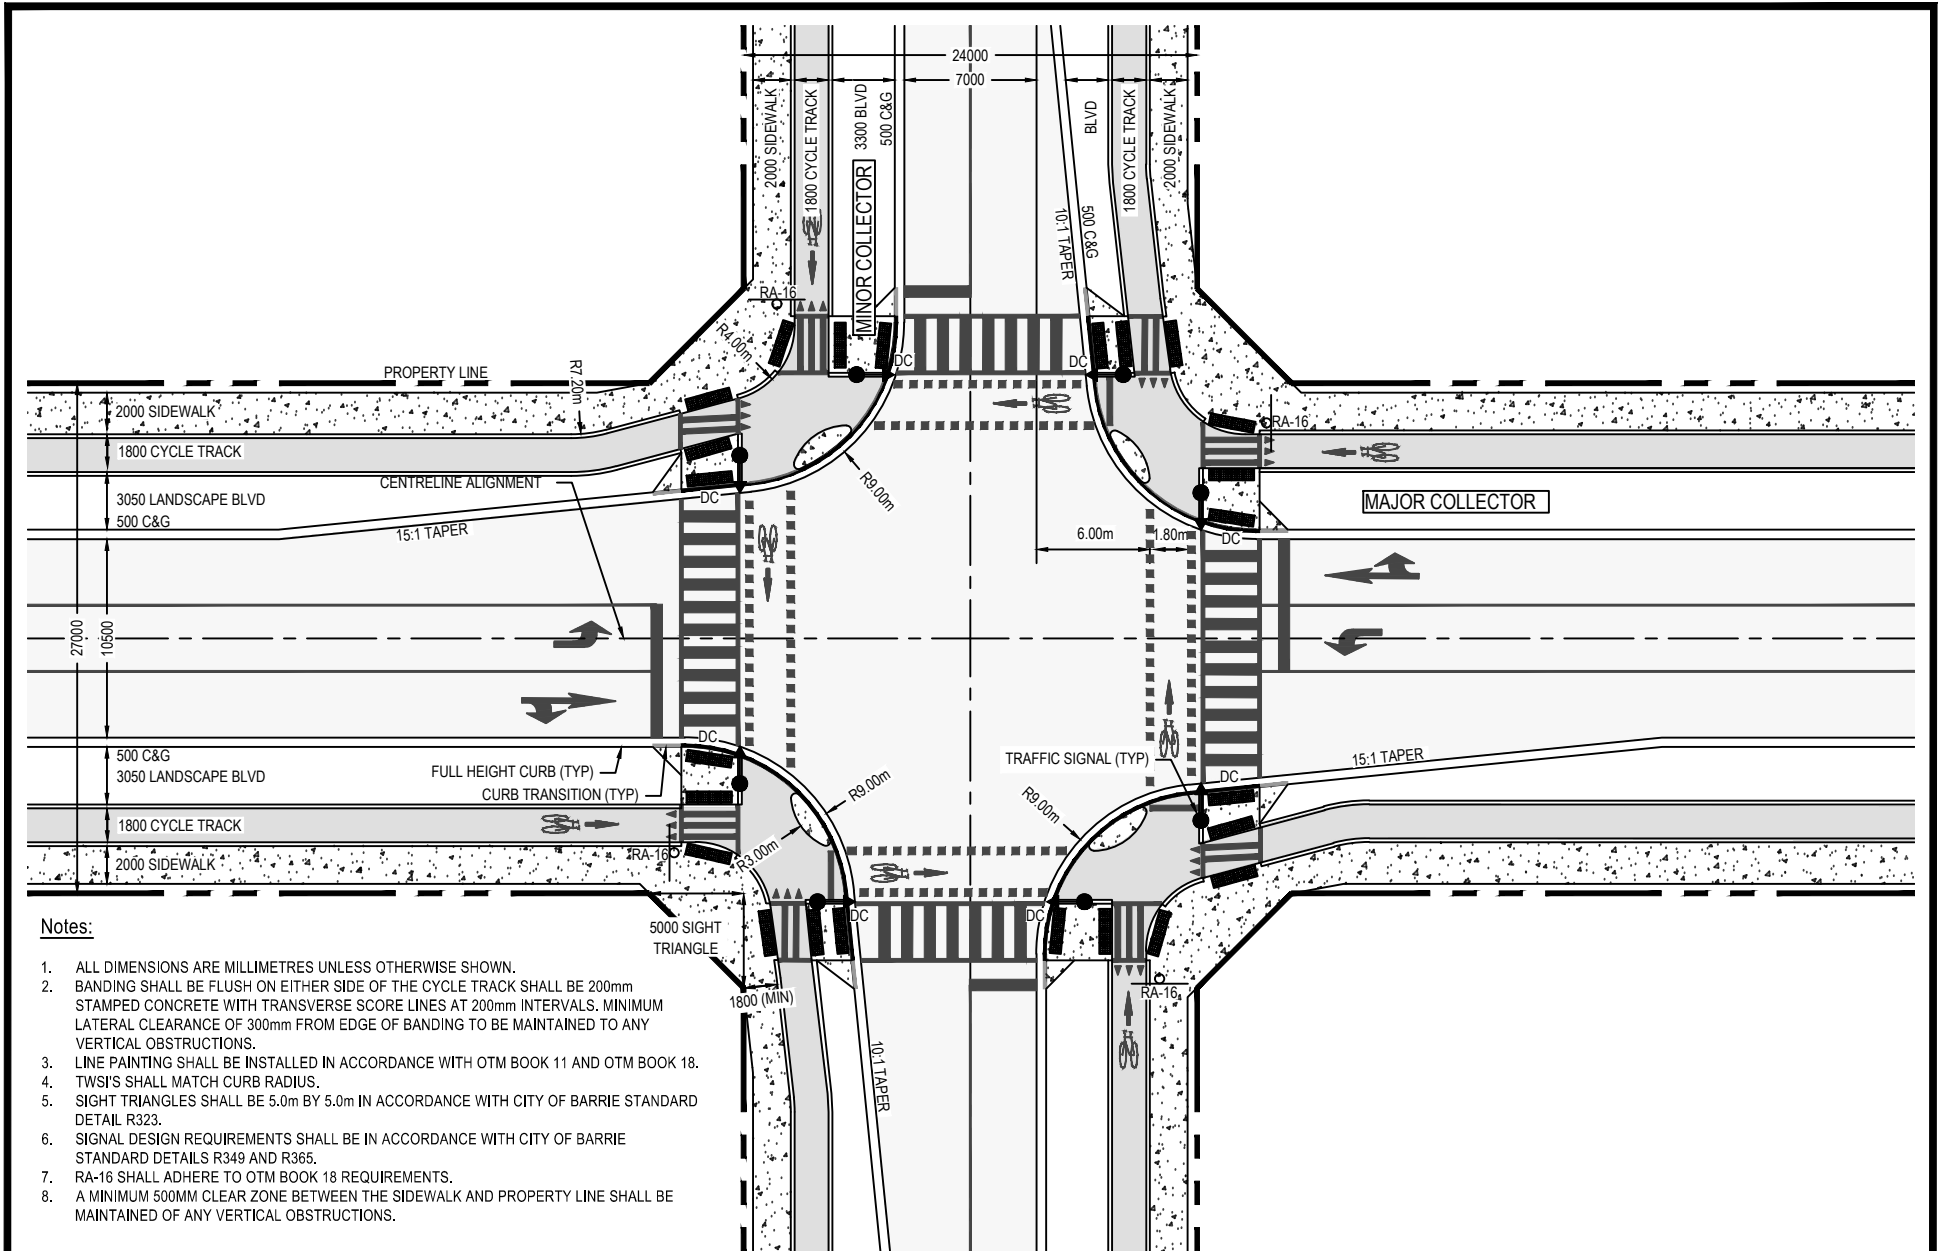 24000
7000
2000 SIDEWALK
1800 CYCLE TRACK
3300 BLVD
500 C&G
BLVD
1800 CYCLE TRACK
2000 SIDEWALK
MINOR COLLECTOR
10:1 TAPER
500 C&G
RA-16
R4.00m
DC
DC
PROPERTY LINE
R7.20m
2000 SIDEWALK
RA-16
1800 CYCLE TRACK
CENTRELINE ALIGNMENT
3050 LANDSCAPE BLVD
DC
R9.00m
MAJOR COLLECTOR
500 C&G
15:1 TAPER
6.00m
1.80m
DC
27000
10500
DC
500 C&G
3050 LANDSCAPE BLVD
FULL HEIGHT CURB (TYP)
CURB TRANSITION (TYP)
TRAFFIC SIGNAL (TYP)
15:1 TAPER
DC
R9.00m
R9.00m
1800 CYCLE TRACK
R3.00m
RA-16
2000 SIDEWALK
DC
DC
5000 SIGHT
TRIANGLE
1800 (MIN)
RA-16
10:1 TAPER
Notes:
1. ALL DIMENSIONS ARE MILLIMETRES UNLESS OTHERWISE SHOWN.
2. BANDING SHALL BE FLUSH ON EITHER SIDE OF THE CYCLE TRACK SHALL BE 200mm
STAMPED CONCRETE WITH TRANSVERSE SCORE LINES AT 200mm INTERVALS. MINIMUM
LATERAL CLEARANCE OF 300mm FROM EDGE OF BANDING TO BE MAINTAINED TO ANY
VERTICAL OBSTRUCTIONS.
3. LINE PAINTING SHALL BE INSTALLED IN ACCORDANCE WITH OTM BOOK 11 AND OTM BOOK 18.
4. TWSI'S SHALL MATCH CURB RADIUS.
5. SIGHT TRIANGLES SHALL BE 5.0m BY 5.0m IN ACCORDANCE WITH CITY OF BARRIE STANDARD
DETAIL R323.
6. SIGNAL DESIGN REQUIREMENTS SHALL BE IN ACCORDANCE WITH CITY OF BARRIE
STANDARD DETAILS R349 AND R365.
7. RA-16 SHALL ADHERE TO OTM BOOK 18 REQUIREMENTS.
8. A MINIMUM 500MM CLEAR ZONE BETWEEN THE SIDEWALK AND PROPERTY LINE SHALL BE
MAINTAINED OF ANY VERTICAL OBSTRUCTIONS.